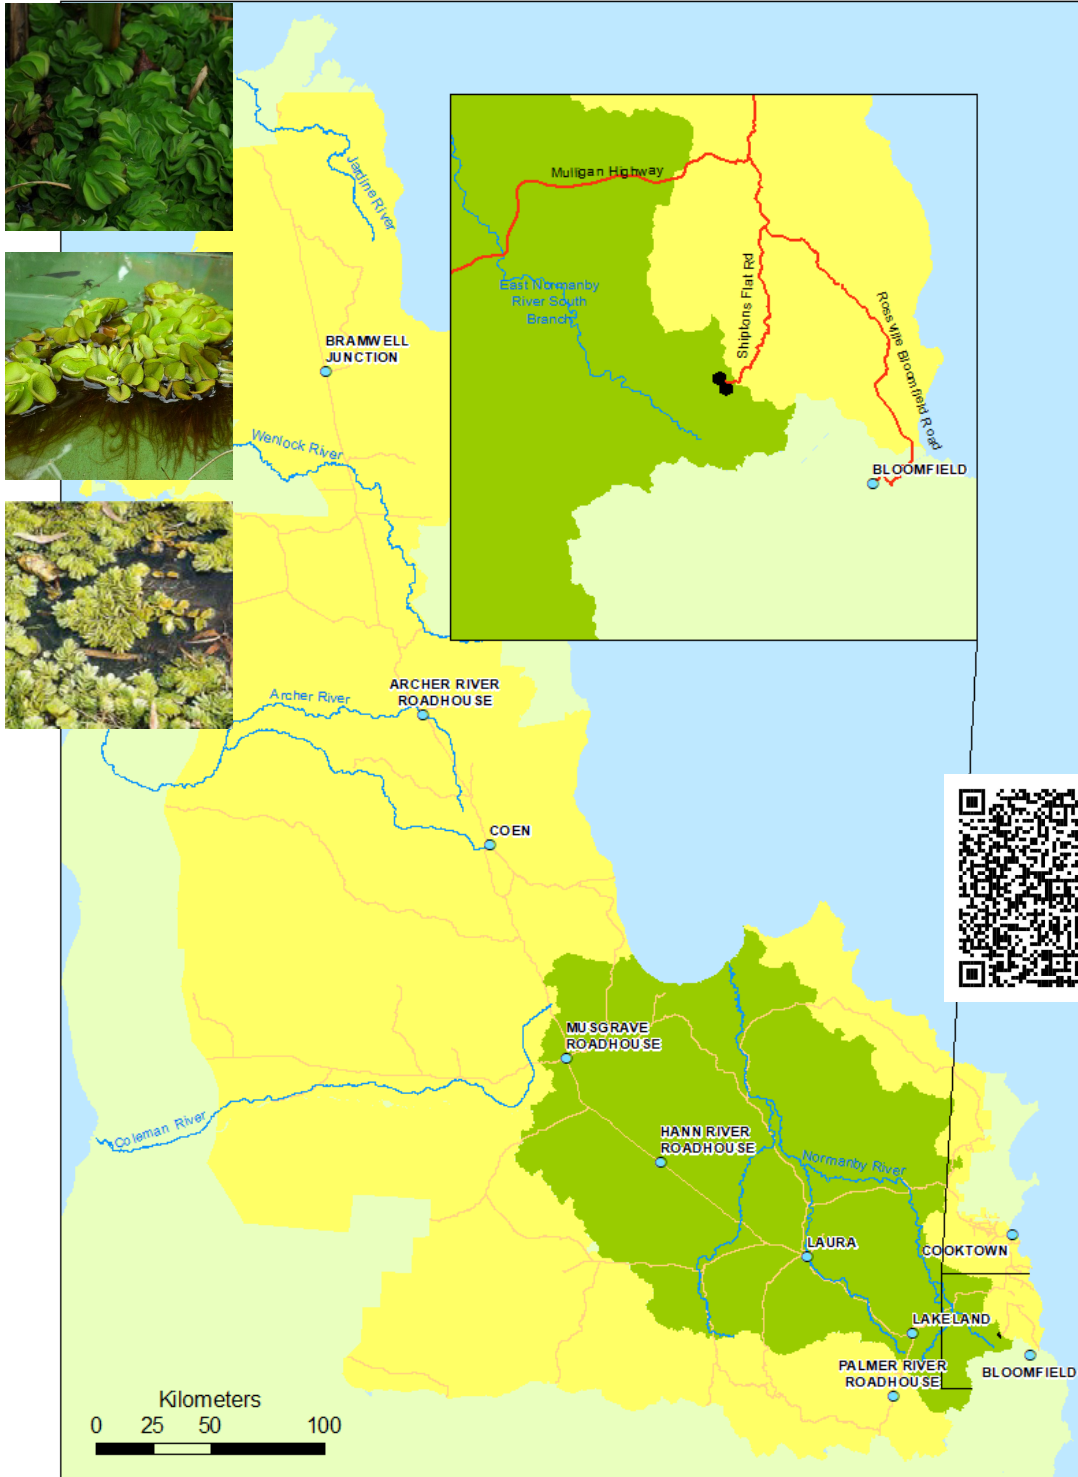 Jardine River
Mulligan Highway
East Normanby
River South
Branch
Shiptons Flat Rd
Rossville Bloomfield Road
BLOOMFIELD
BRAMWELL
JUNCTION
Wenlock River
ARCHER RIVER
ROADHOUSE
Archer River
COEN
MUSGRAVE
ROADHOUSE
Coleman River
HANN RIVER
ROADHOUSE
Normanby River
LAURA
COOKTOWN
LAKELAND
PALMER RIVER
ROADHOUSE
BLOOMFIELD
Kilometers
0 25 50 100